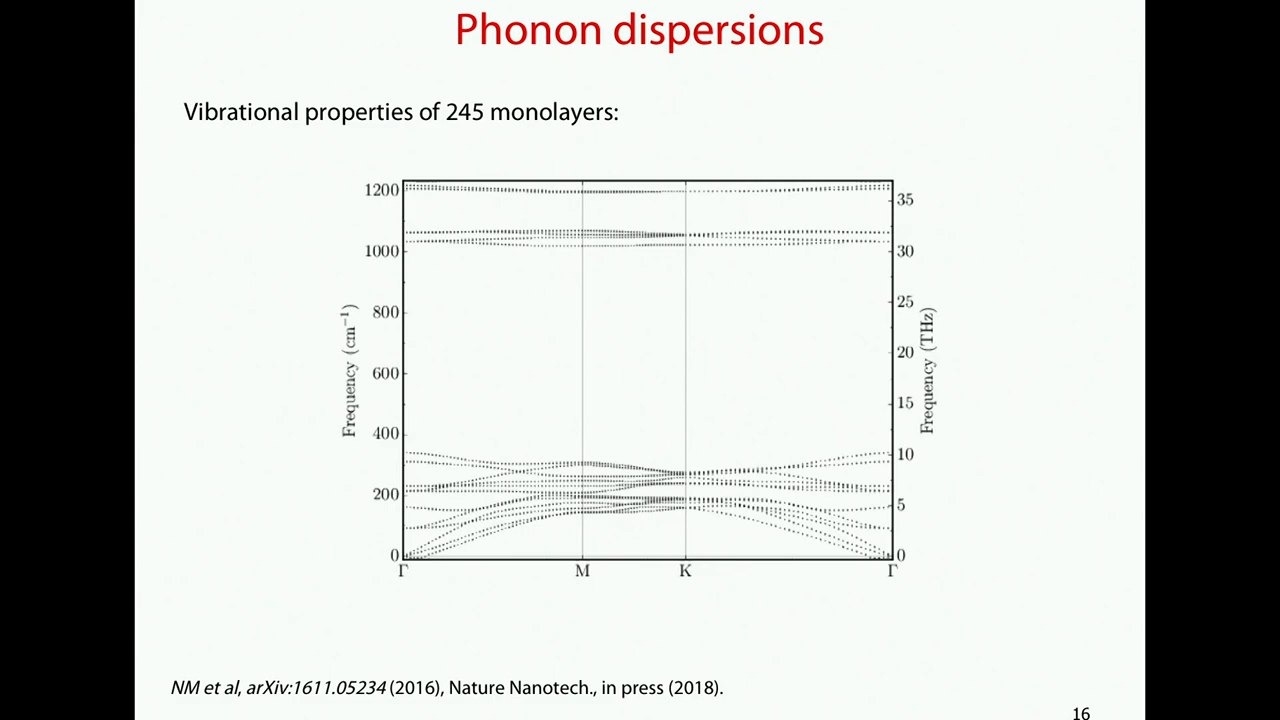 Phonon dispersions
Vibrational properties of 245 monolayers:
1200
1000
800
600
400
200
0
Frequency (cm⁻¹)
35
30
25
20
15
10
5
0
Frequency (THz)
Γ M K Γ
NM et al, arXiv:1611.05234 (2016), Nature Nanotech., in press (2018).
16